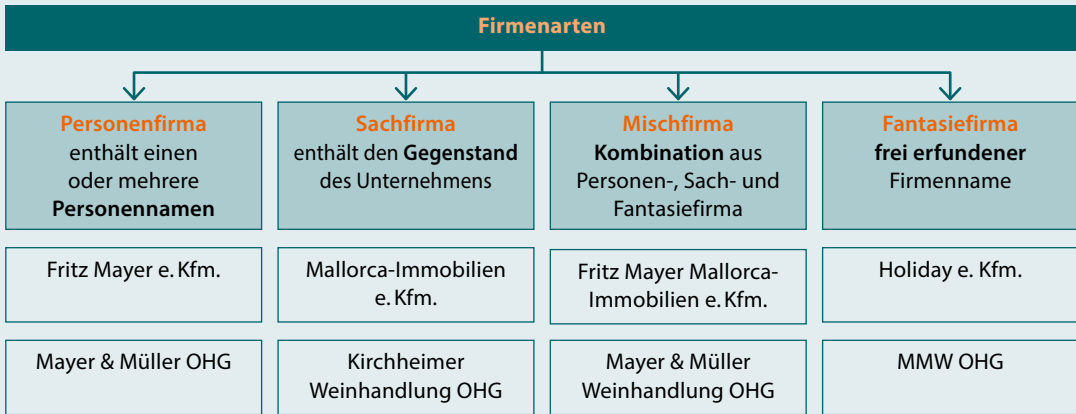 Firmenarten
Personenfirma
enthält einen
oder mehrere
Personennamen
Sachfirma
enthält den Gegenstand
des Unternehmens
Mischfirma
Kombination aus
Personen-, Sach- und
Fantasiefirma
Fantasiefirma
frei erfundener
Firmenname
Fritz Mayer e. Kfm.
Mallorca-Immobilien
e. Kfm.
Fritz Mayer Mallorca-
Immobilien e. Kfm.
Holiday e. Kfm.
Mayer & Müller OHG
Kirchheimer
Weinhandlung OHG
Mayer & Müller
Weinhandlung OHG
MMW OHG